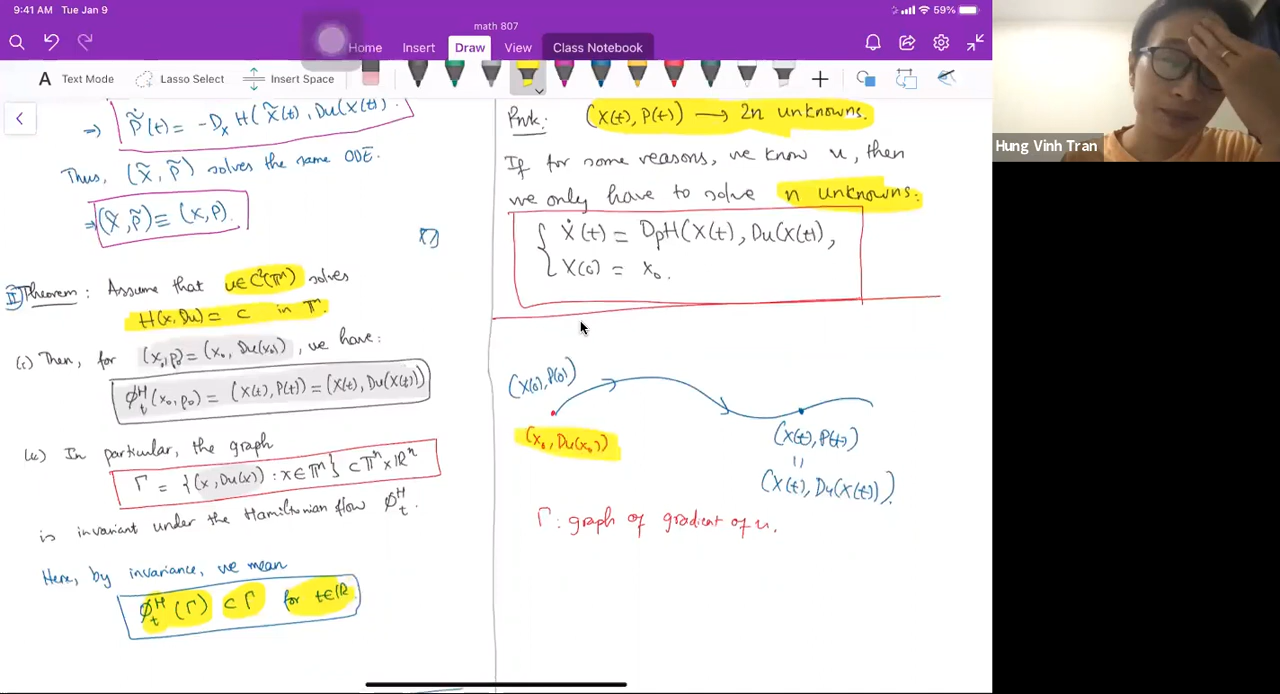 9:41 AM Tue Jan 9
59%
math 807
Home Insert Draw View Class Notebook
A Text Mode Lasso Select Insert Space
Hung Vinh Tran
⇒ P̃̇(t) = -DₓH(X̃(t), Du(X̃(t)).
Thus, (X̃, P̃) solves the same ODE.
⇒ (X̃, P̃) ≡ (X, P).
II Theorem: Assume that u∈C²(𝕋ⁿ) solves
H(x, Du) = c in 𝕋ⁿ.
(i) Then, for (x₀, p₀) = (x₀, Du(x₀)), we have:
ϕₜᴴ(x₀, p₀) = (X(t), P(t)) = (X(t), Du(X(t)))
(ii) In particular, the graph
Γ = {(x, Du(x)) : x∈𝕋ⁿ} ⊂ 𝕋ⁿ×ℝⁿ
is invariant under the Hamiltonian flow ϕₜᴴ.
Here, by invariance, we mean
ϕₜᴴ(Γ) ⊂ Γ for t∈ℝ.
Rmk: (X(t), P(t)) → 2n unknowns.
If for some reasons, we know u, then
we only have to solve n unknowns:
{ Ẋ(t) = DpH(X(t), Du(X(t)),
X(0) = x₀.
(X(0), P(0))
(x₀, Du(x₀))
(X(t), P(t))
=
(X(t), Du(X(t))).
Γ: graph of gradient of u.